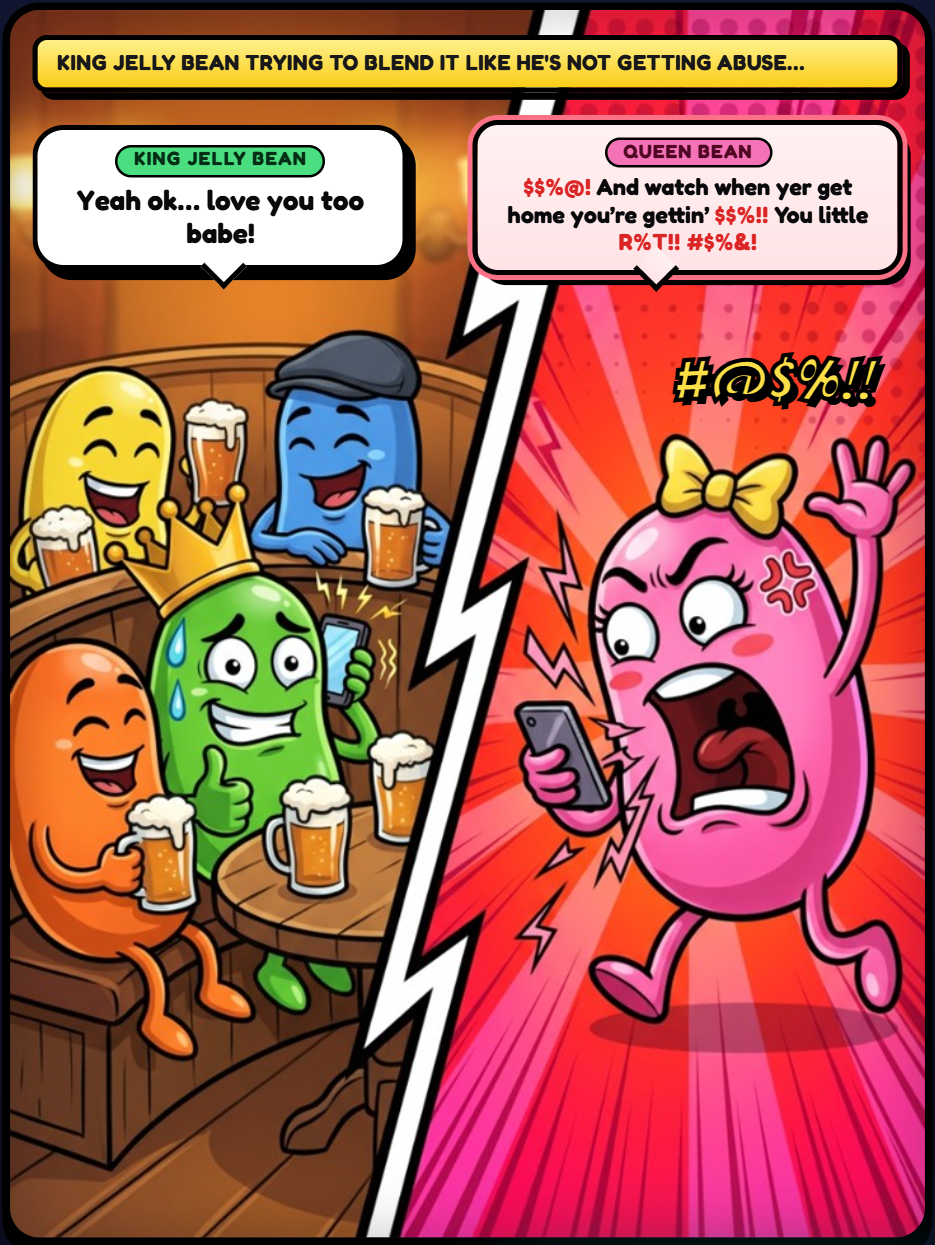 KING JELLY BEAN TRYING TO BLEND IT LIKE HE'S NOT GETTING ABUSE...
KING JELLY BEAN
Yeah ok... love you too
babe!
QUEEN BEAN
$$%@! And watch when yer get
home you're gettin' $$%!! You little
R%T!! #$%&!
#@$%!!